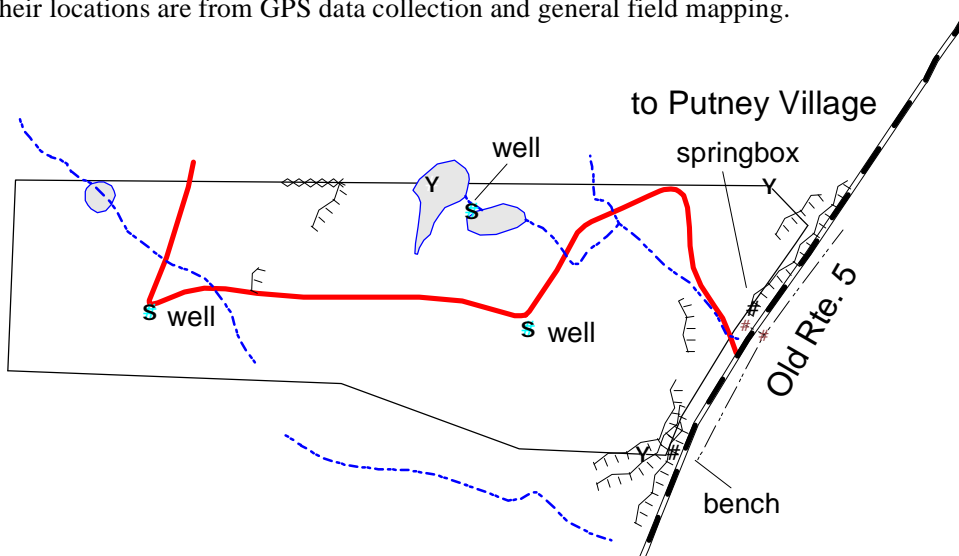 heir locations are from GPS data collection and general field mapping.
to Putney Village
well
springbox
Y
Y
S
Old Rte. 5
S well
S well
#
#
*
Y #
bench